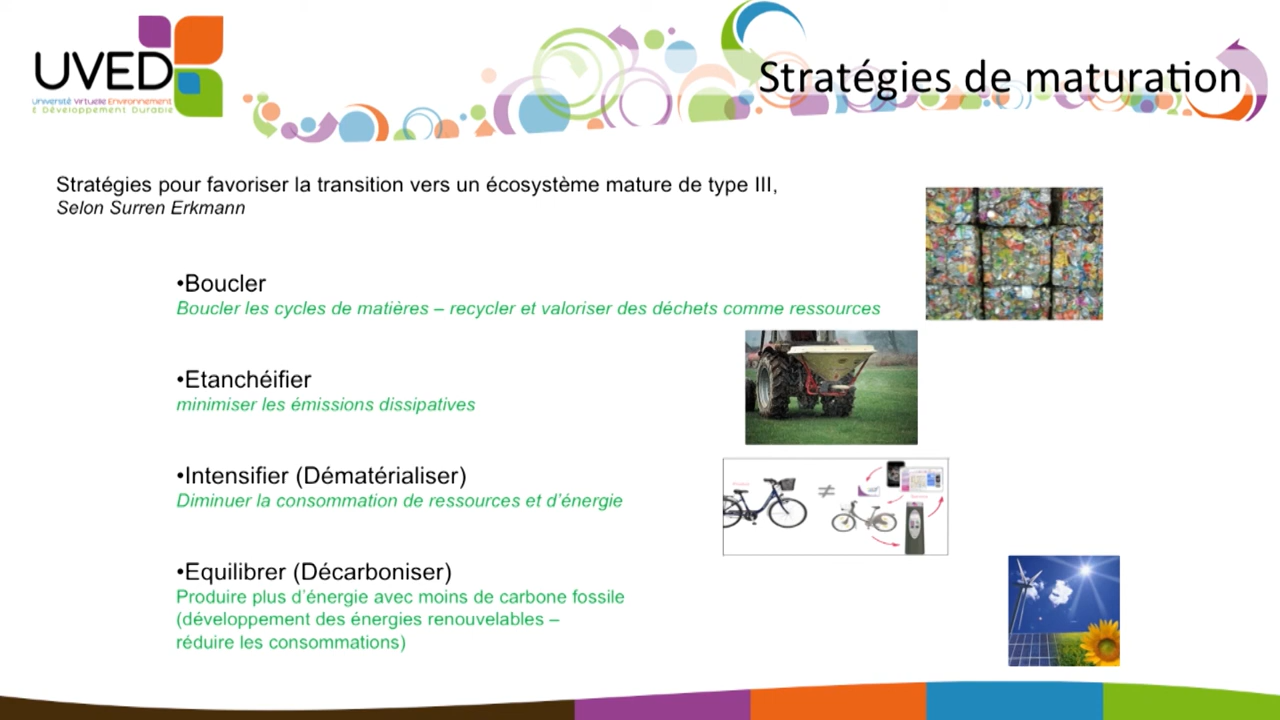 UVED
Université Virtuelle Environnement
& Développement Durable
Stratégies de maturation
Stratégies pour favoriser la transition vers un écosystème mature de type III,
Selon Surren Erkmann
•Boucler
Boucler les cycles de matières – recycler et valoriser des déchets comme ressources
•Etanchéifier
minimiser les émissions dissipatives
•Intensifier (Dématérialiser)
Diminuer la consommation de ressources et d'énergie
≠
•Equilibrer (Décarboniser)
Produire plus d'énergie avec moins de carbone fossile
(développement des énergies renouvelables –
réduire les consommations)